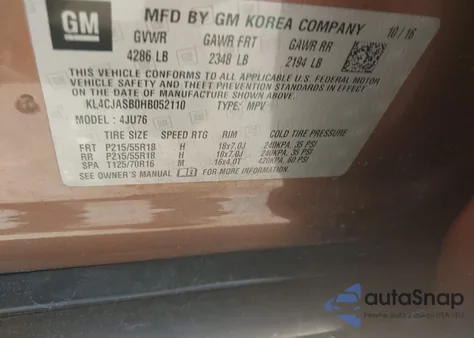 GM
MFD BY GM KOREA COMPANY 10/16
GVWR GAWR FRT GAWR RR
4286 LB 2348 LB 2194 LB
THIS VEHICLE CONFORMS TO ALL APPLICABLE U.S. FEDERAL
MOTOR VEHICLE SAFETY AND THEFT PREVENTION STANDARDS
IN EFFECT ON THE DATE OF MANUFACTURE SHOWN ABOVE.
KL4CJASB0HB052110 TYPE: MPV
MODEL: 4JU76
TIRE SIZE SPEED RTG RIM COLD TIRE PRESSURE
FRT P215/55R18 H 18x7.0J 240KPA, 35 PSI
RR P215/55R18 H 18x7.0J 240KPA, 35 PSI
SPA T125/70R16 M 16x4.0T 420KPA, 60 PSI
SEE OWNER'S MANUAL FOR MORE INFORMATION.
autoSnap